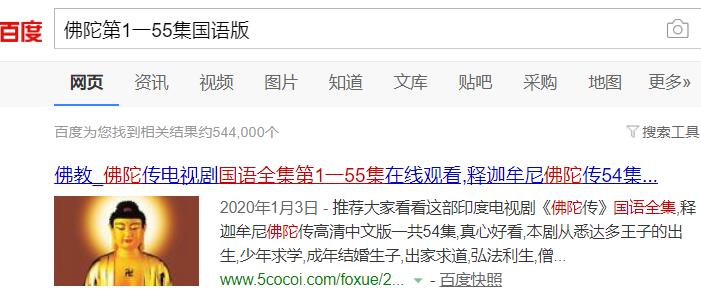 百度
佛陀第1一55集国语版
网页 资讯 视频 图片 知道 文库 贴吧 采购 地图 更多»
百度为您找到相关结果约544,000个
搜索工具
佛教_佛陀传电视剧国语全集第1一55集在线观看,释迦牟尼佛陀传54集...
2020年1月3日 - 推荐大家看看这部印度电视剧《佛陀传》国语全集,释
迦牟尼佛陀传高清中文版一共54集,真心好看,本剧从悉达多王子的出
生,少年求学,成年结婚生子,出家求道,弘法利生,僧...
www.5cocoi.com/foxue/2... - 百度快照